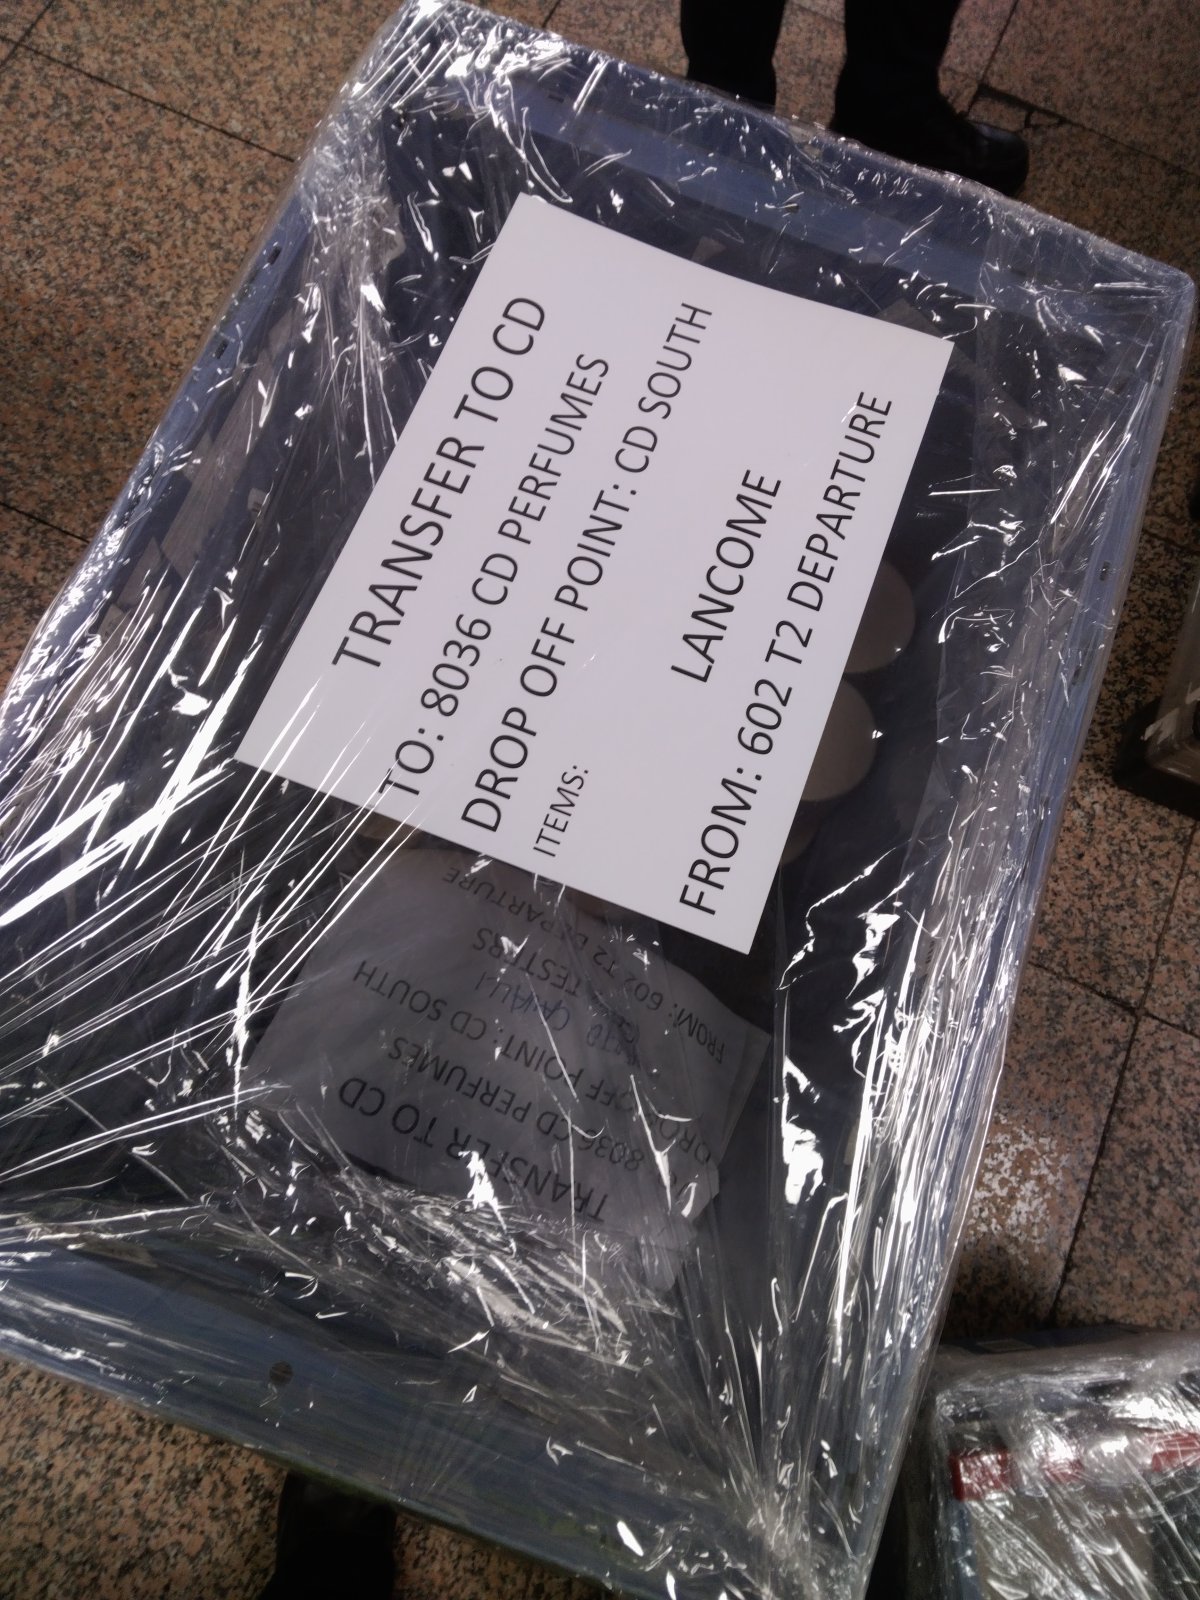 TRANSFER TO CD
TO: 8036 CD PERFUMES
DROP OFF POINT: CD SOUTH
ITEMS:
LANCOME
FROM: 602 T2 DEPARTURE
TRANSFER TO CD
8036 CD PERFUMES
OFF POINT: CD SOUTH
FROM: 602 T2 DEPARTURE